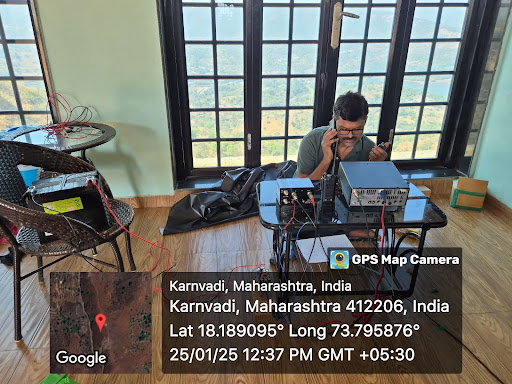 GPS Map Camera
Karnvadi, Maharashtra, India
Karnvadi, Maharashtra 412206, India
Lat 18.189095° Long 73.795876°
25/01/25 12:37 PM GMT +05:30
Google